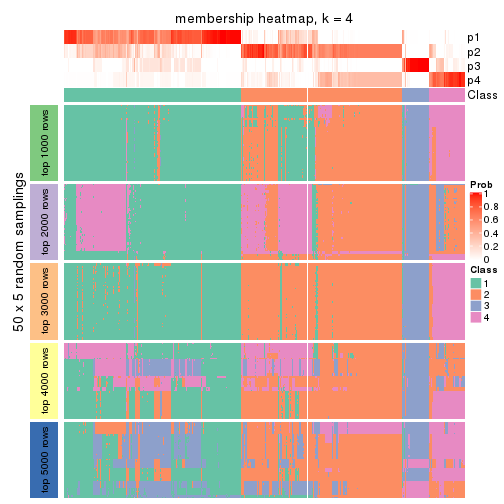 membership heatmap, k = 4
p1
p2
p3
p4
Class
50 x 5 random samplings
top 1000 rows
top 2000 rows
top 3000 rows
top 4000 rows
top 5000 rows
Prob
1
0.8
0.6
0.4
0.2
0
Class
1
2
3
4